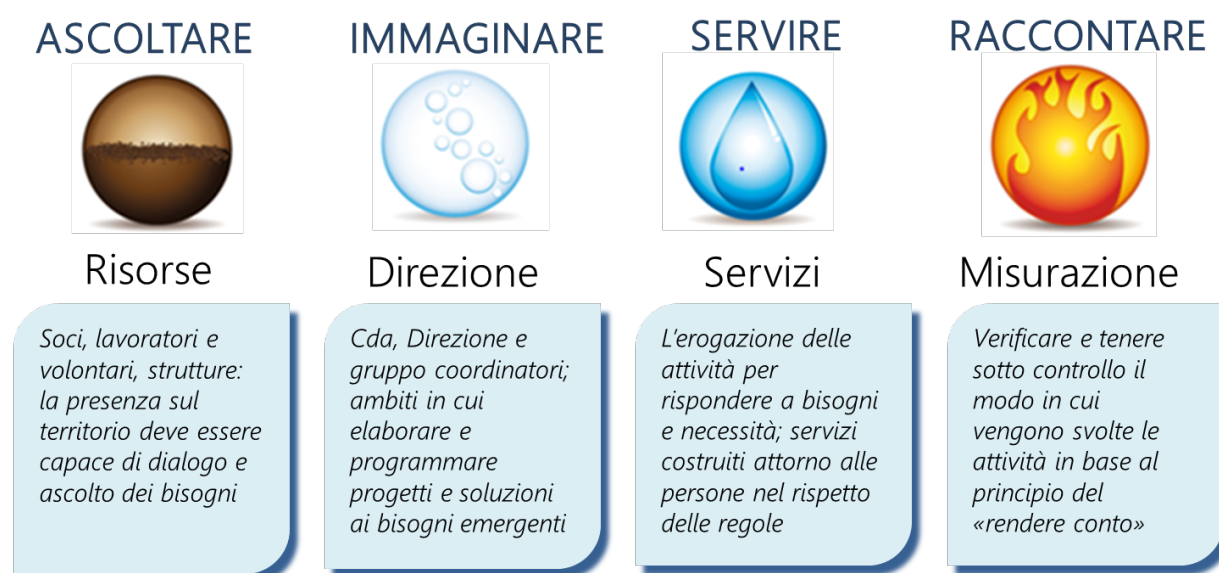 ASCOLTARE
Risorse
Soci, lavoratori e
volontari, strutture:
la presenza sul
territorio deve essere
capace di dialogo e
ascolto dei bisogni
IMMAGINARE
Direzione
Cda, Direzione e
gruppo coordinatori;
ambiti in cui
elaborare e
programmare
progetti e soluzioni
ai bisogni emergenti
SERVIRE
Servizi
L'erogazione delle
attività per
rispondere a bisogni
e necessità; servizi
costruiti attorno alle
persone nel rispetto
delle regole
RACCONTARE
Misurazione
Verificare e tenere
sotto controllo il
modo in cui
vengono svolte le
attività in base al
principio del
«rendere conto»